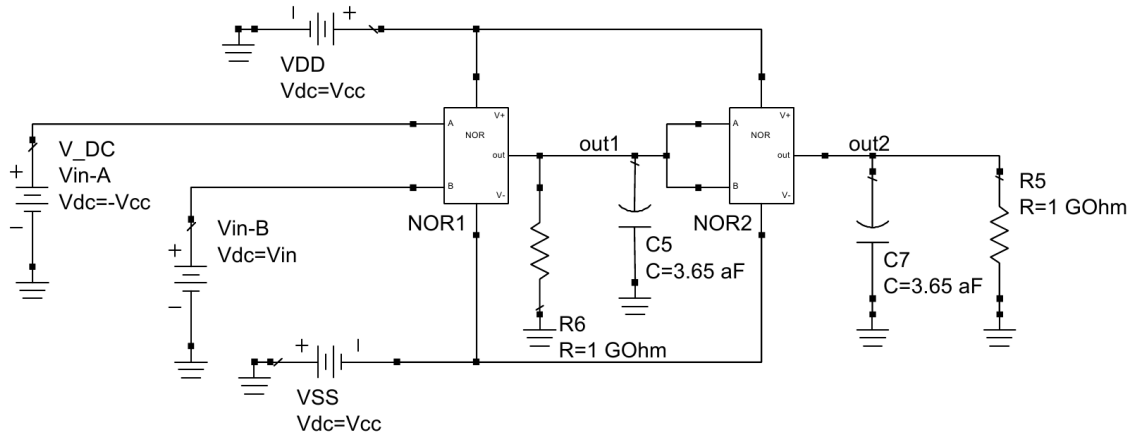 VDD
Vdc=Vcc
V_DC
Vin-A
Vdc=-Vcc
Vin-B
Vdc=Vin
A
B
V+
NOR
out
V-
NOR1
out1
R6
R=1 GOhm
C5
C=3.65 aF
A
B
V+
NOR
out
V-
NOR2
out2
C7
C=3.65 aF
R5
R=1 GOhm
VSS
Vdc=Vcc